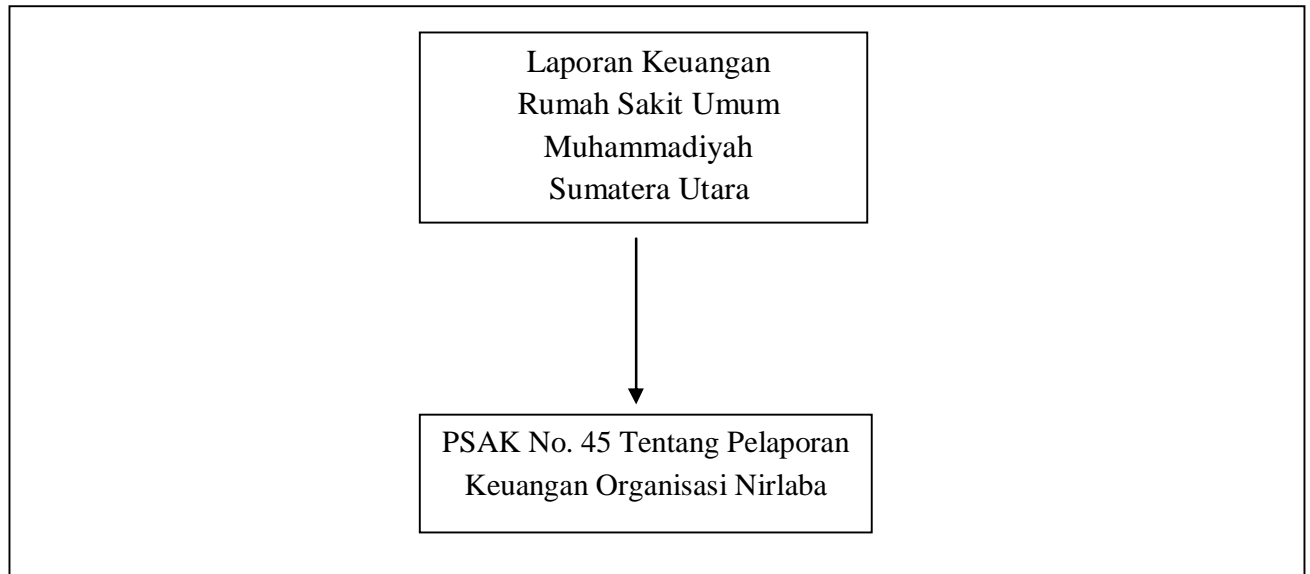 Laporan Keuangan
Rumah Sakit Umum
Muhammadiyah
Sumatera Utara
PSAK No. 45 Tentang Pelaporan
Keuangan Organisasi Nirlaba